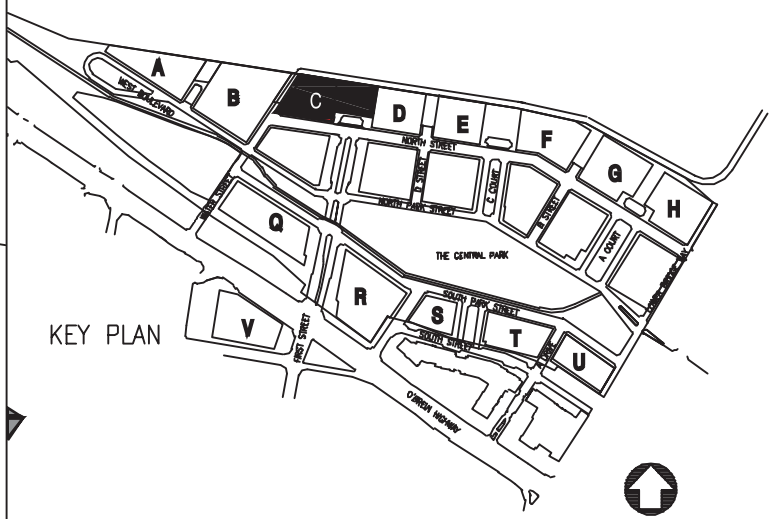 A
WEST BOULEVARD
B
C
D
E
F
G
H
NORTH STREET
D STREET
C COURT
B STREET
A COURT
WATER STREET
NORTH PARK STREET
Q
THE CENTRAL PARK
R
SOUTH PARK STREET
S
SOUTH STREET
T
U
V
FIRST STREET
KEY PLAN
O'BRIEN HIGHWAY